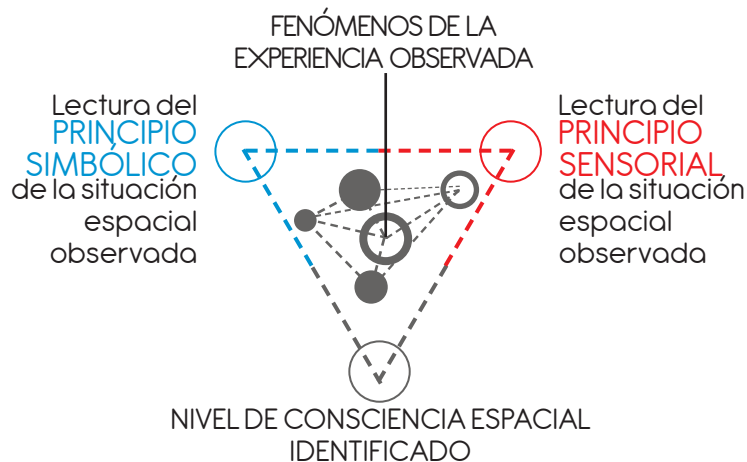 FENÓMENOS DE LA
EXPERIENCIA OBSERVADA
Lectura del
PRINCIPIO
SIMBÓLICO
de la situación
espacial
observada
Lectura del
PRINCIPIO
SENSORIAL
de la situación
espacial
observada
NIVEL DE CONSCIENCIA ESPACIAL
IDENTIFICADO